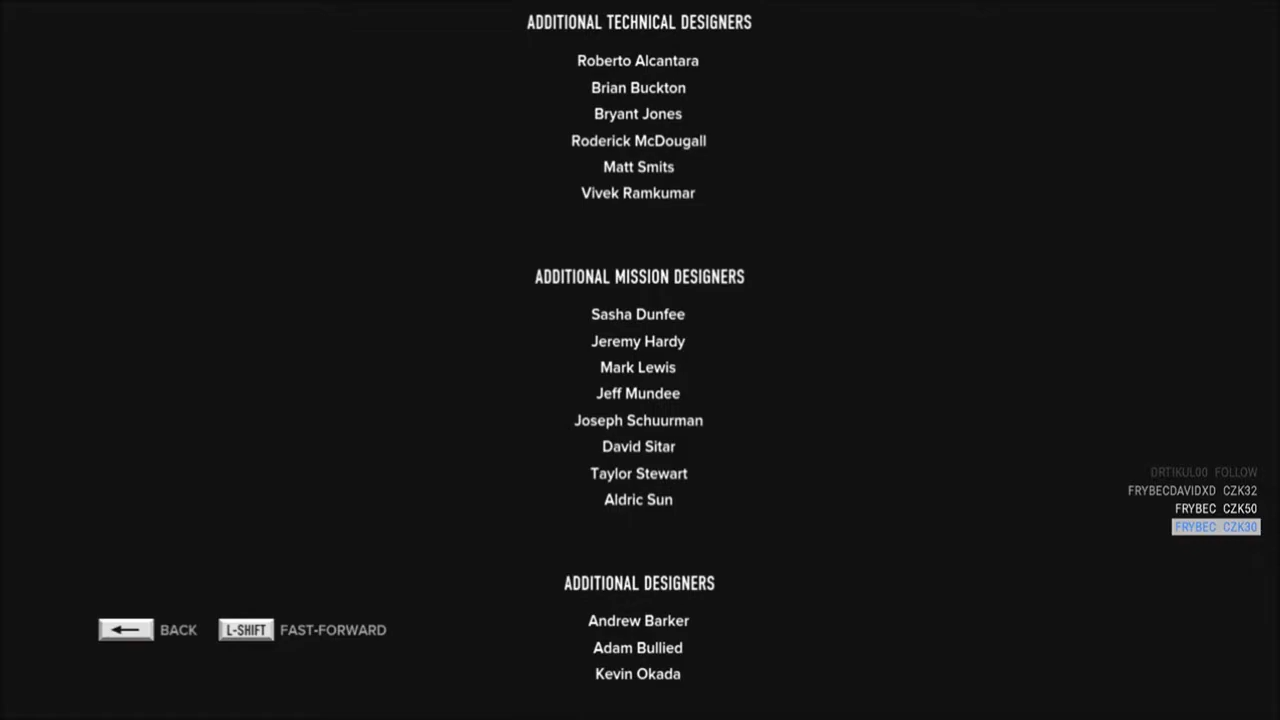 ADDITIONAL TECHNICAL DESIGNERS
Roberto Alcantara
Brian Buckton
Bryant Jones
Roderick McDougall
Matt Smits
Vivek Ramkumar
ADDITIONAL MISSION DESIGNERS
Sasha Dunfee
Jeremy Hardy
Mark Lewis
Jeff Mundee
Joseph Schuurman
David Sitar
Taylor Stewart
Aldric Sun
DRTIKUL00 FOLLOW
FRYBECDAVIDXD CZK32
FRYBEC CZK50
FRYBEC CZK30
ADDITIONAL DESIGNERS
Andrew Barker
Adam Bullied
Kevin Okada
BACK L-SHIFT FAST-FORWARD